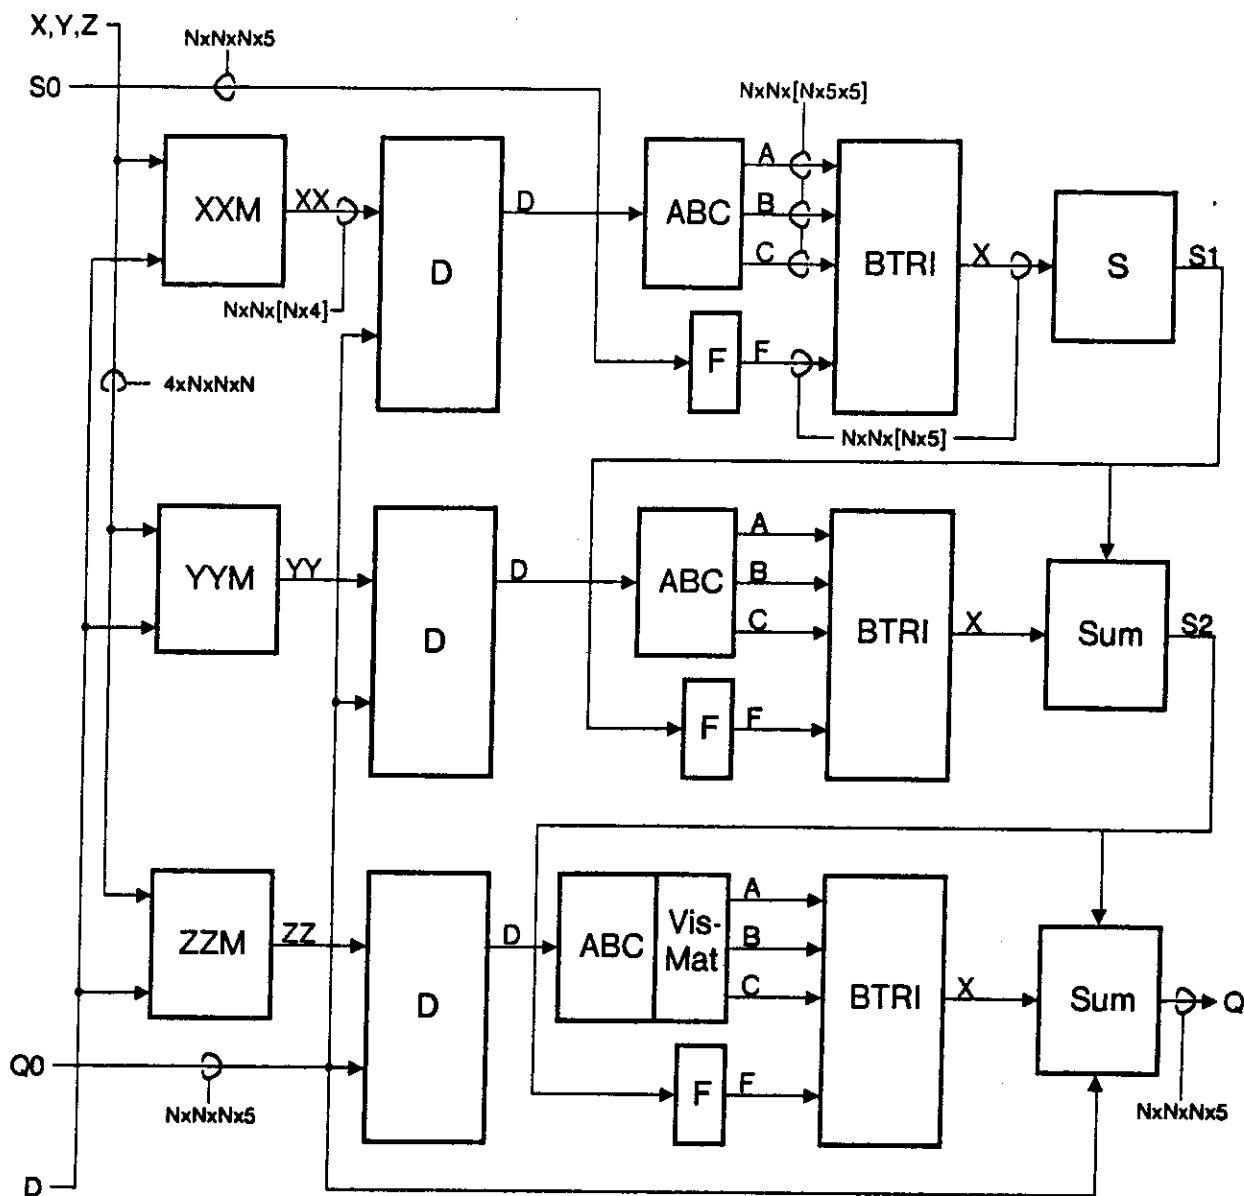 X,Y,Z
NxNxNx5
S0
NxNx[Nx5x5]
XXM
XX
D
D
ABC
A
B
C
BTRI
X
S
S1
NxNx[Nx4]
F
F
4xNxNxN
NxNx[Nx5]
YYM
YY
D
D
ABC
A
B
C
BTRI
X
Sum
S2
F
F
ZZM
ZZ
D
D
ABC
Vis-
Mat
A
B
C
BTRI
X
Sum
Q
Q0
F
F
NxNxNx5
NxNxNx5
D